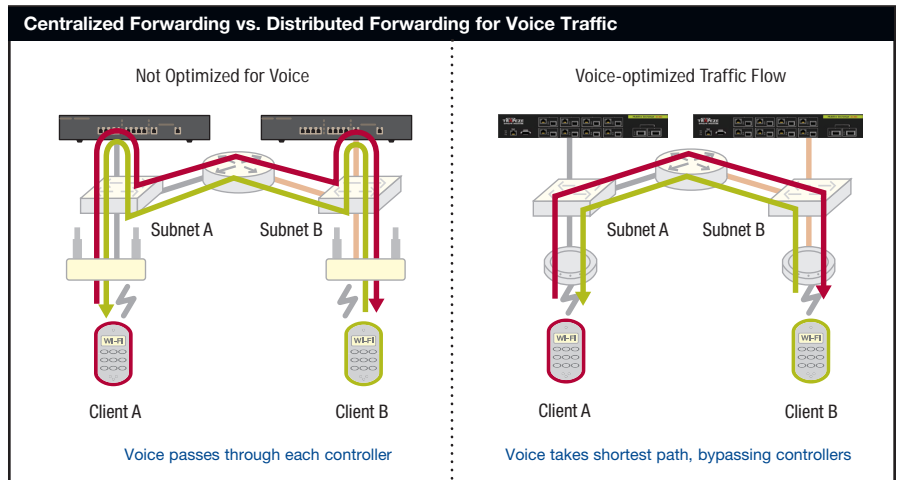 Centralized Forwarding vs. Distributed Forwarding for Voice Traffic
Not Optimized for Voice
Subnet A
Subnet B
WI-FI
WI-FI
Client A
Client B
Voice passes through each controller
Voice-optimized Traffic Flow
Subnet A
Subnet B
WI-FI
WI-FI
Client A
Client B
Voice takes shortest path, bypassing controllers